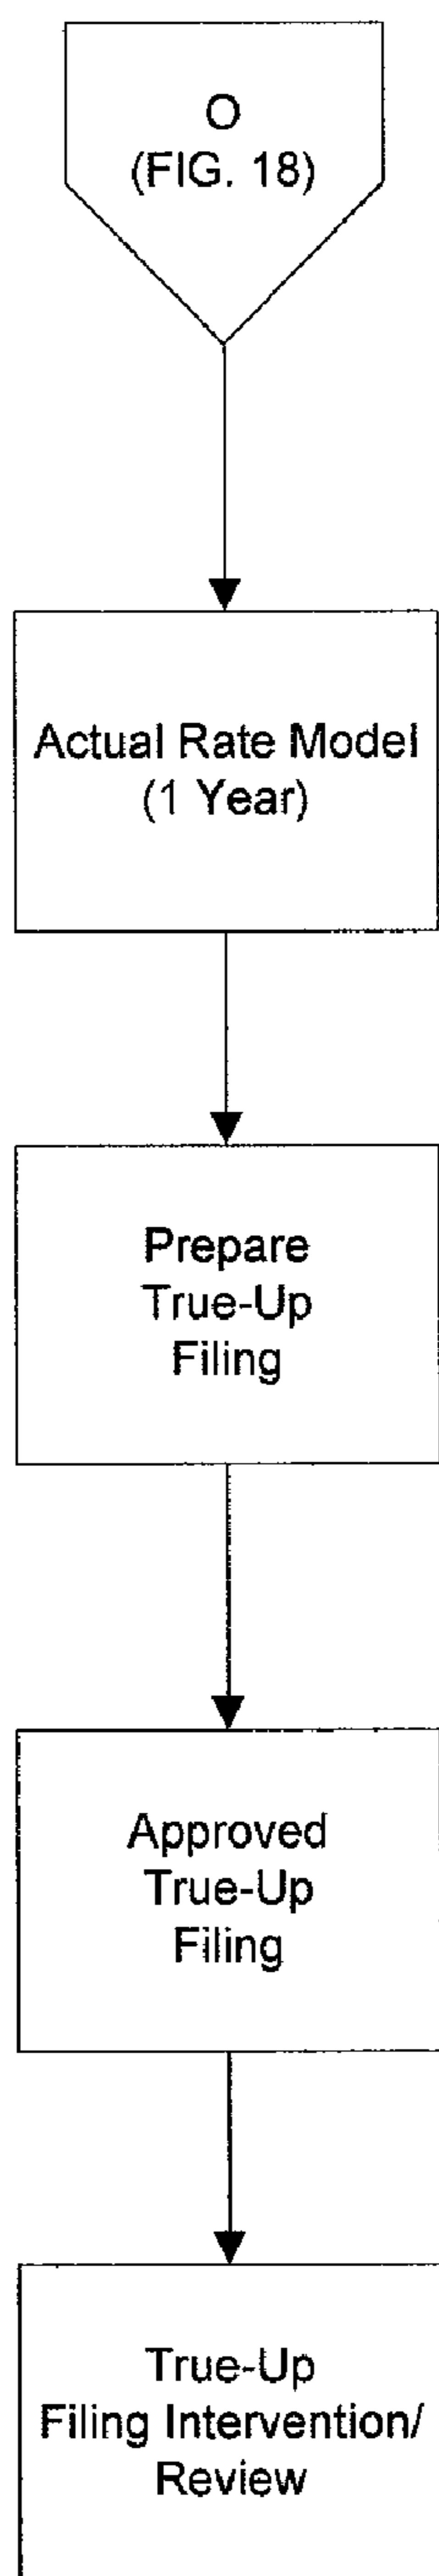 O
(FIG. 18)
Actual Rate Model
(1 Year)
Prepare
True-Up
Filing
Approved
True-Up
Filing
True-Up
Filing Intervention/
Review